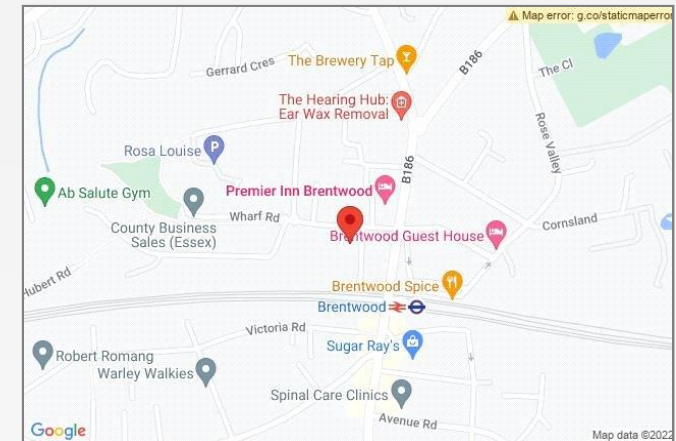 Map error: g.co/staticmaperror
Gerrard Cres
The Brewery Tap
B186
The Cl
The Hearing Hub:
Ear Wax Removal
Rosa Louise
B186
Rose Valley
Ab Salute Gym
Premier Inn Brentwood
County Business
Sales (Essex)
Wharf Rd
Brentwood Guest House
Cornsland
Hubert Rd
Brentwood Spice
Brentwood
Victoria Rd
Sugar Ray's
Robert Romang
Warley Walkies
Spinal Care Clinics
Avenue Rd
Google
Map data ©2022